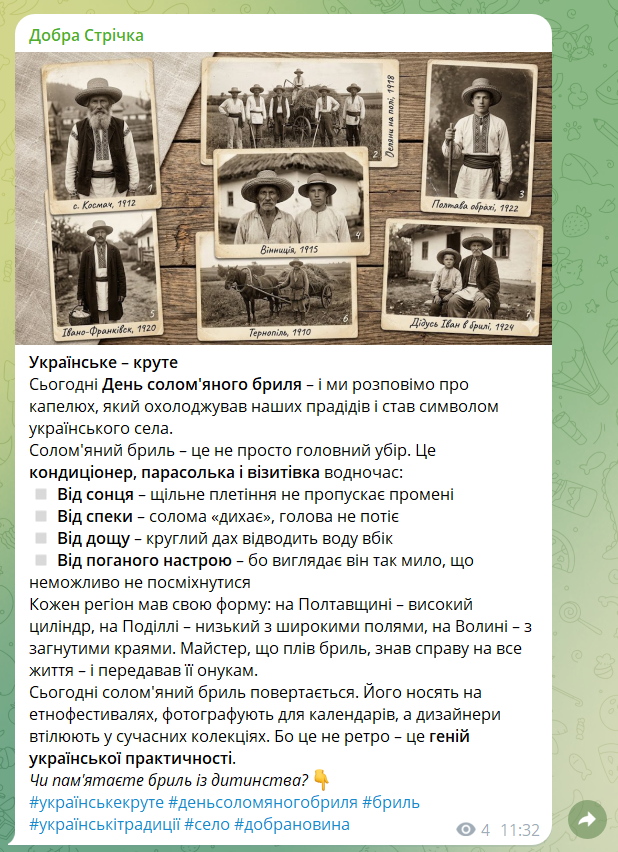 Добра Стрічка
1
с. Космач, 1912
2
Селяни на полі, 1918
3
Полтава обрахі, 1922
4
Вінниція, 1915
5
Івано-Франківск, 1920
6
Тернопіль, 1910
7
Дідусь Іван в брилі, 1924
Українське – круте
Сьогодні День солом'яного бриля – і ми розповімо про
капелюх, який охолоджував наших прадідів і став символом
українського села.
Солом'яний бриль – це не просто головний убір. Це
кондиціонер, парасолька і візитівка водночас:
Від сонця – щільне плетіння не пропускає промені
Від спеки – солома «дихає», голова не потіє
Від дощу – круглий дах відводить воду вбік
Від поганого настрою – бо виглядає він так мило, що
неможливо не посміхнутися
Кожен регіон мав свою форму: на Полтавщині – високий
циліндр, на Поділлі – низький з широкими полями, на Волині – з
загнутими краями. Майстер, що плів бриль, знав справу на все
життя – і передавав її онукам.
Сьогодні солом'яний бриль повертається. Його носять на
етнофестивалях, фотографують для календарів, а дизайнери
втілюють у сучасних колекціях. Бо це не ретро – це геній
української практичності.
Чи пам'ятаєте бриль із дитинства?
#українськекруте #деньсоломяногобриля #бриль
#українськітрадиції #село #добрановина
4 11:32